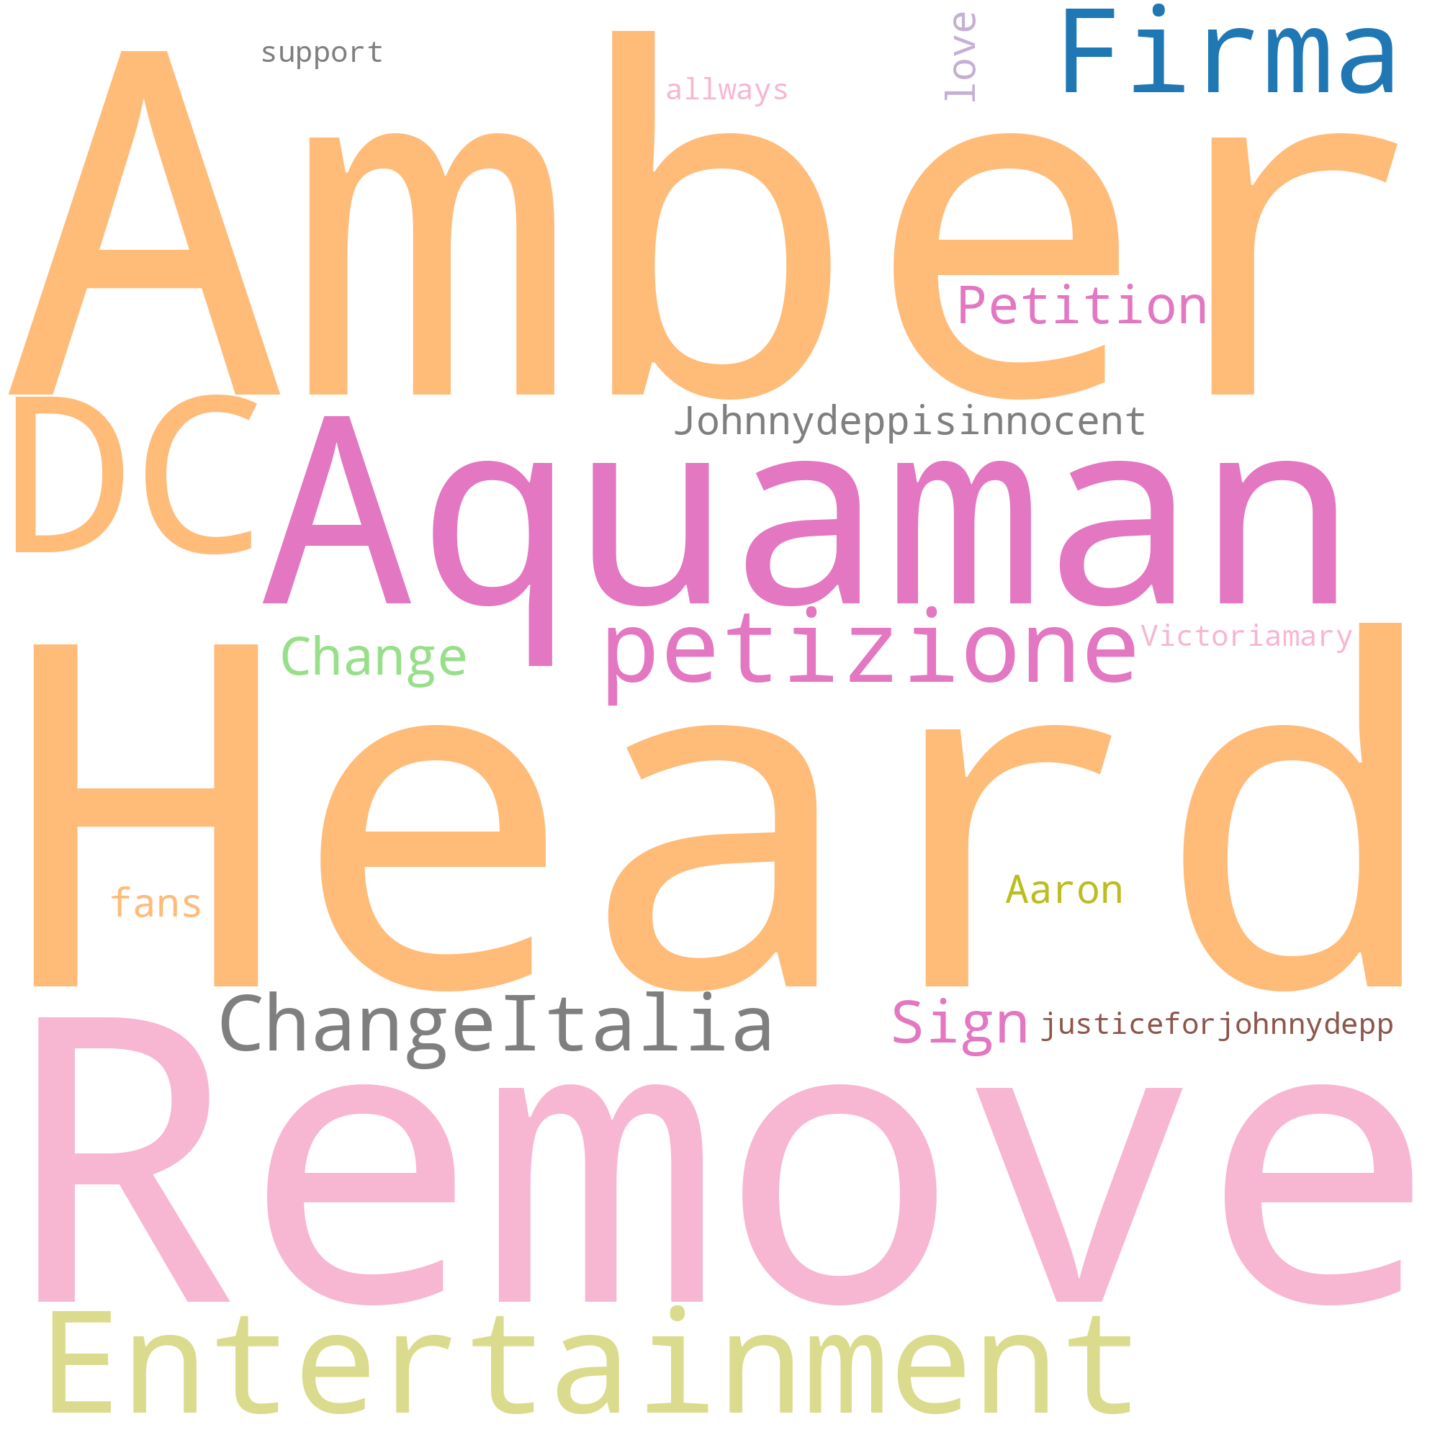 support
allways
love
Firma
Amber
Petition
DC
Johnnydeppisinnocent
Aquaman
Change
petizione
Victoriamary
Heard
fans
Aaron
ChangeItalia
Sign
justiceforjohnnydepp
Remove
Entertainment